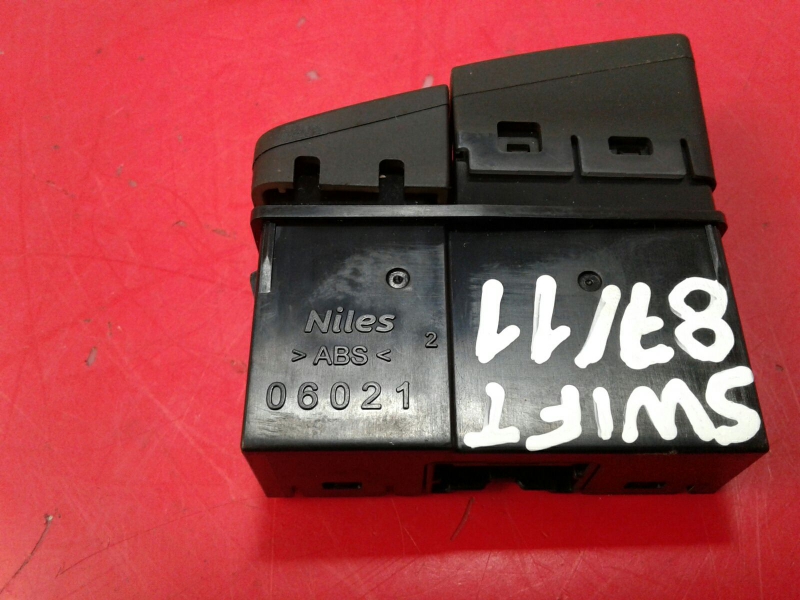 Niles
2
> ABS <
06021
SWIFT
87/11